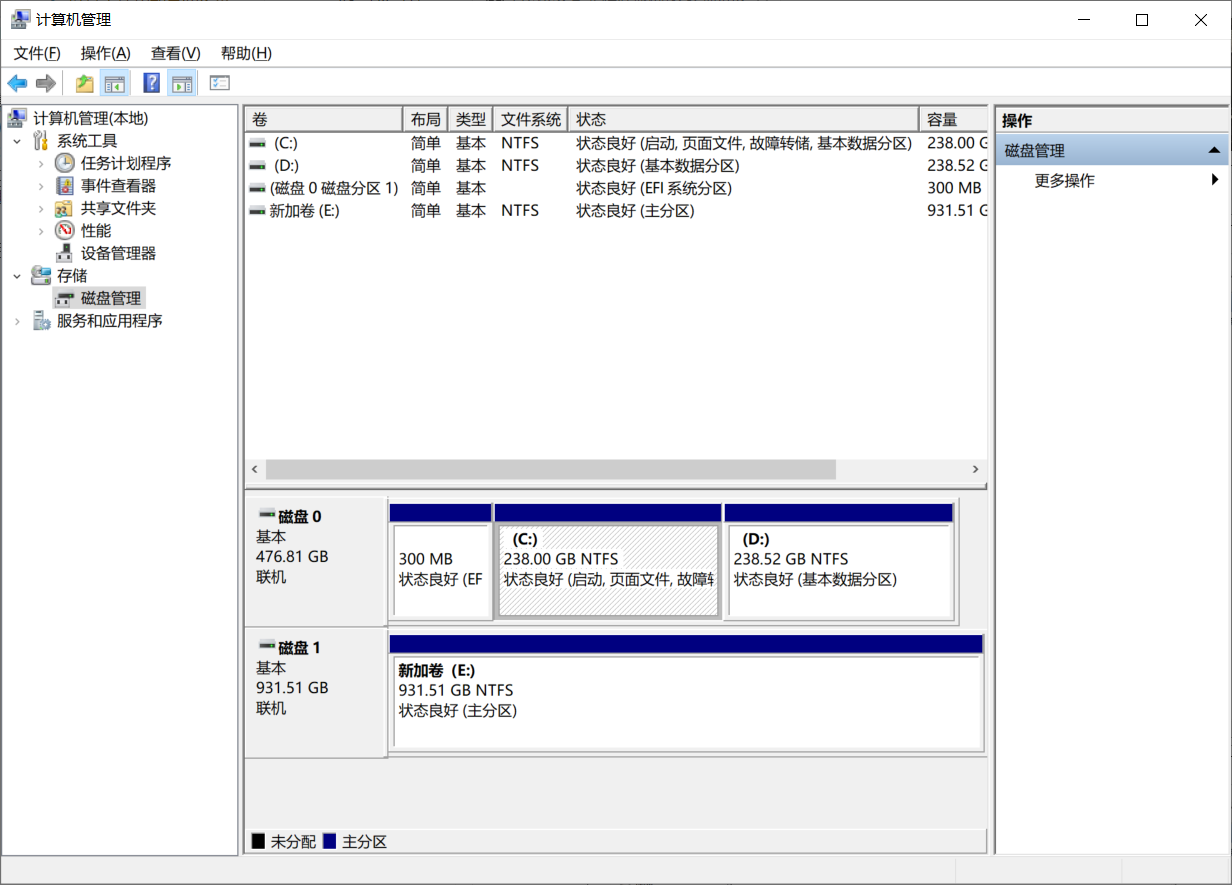 计算机管理
文件(F) 操作(A) 查看(V) 帮助(H)
计算机管理(本地)
系统工具
任务计划程序
事件查看器
共享文件夹
性能
设备管理器
存储
磁盘管理
服务和应用程序
卷 布局 类型 文件系统 状态 容量
(C:) 简单 基本 NTFS 状态良好 (启动, 页面文件, 故障转储, 基本数据分区) 238.00 G
(D:) 简单 基本 NTFS 状态良好 (基本数据分区) 238.52 G
(磁盘 0 磁盘分区 1) 简单 基本 状态良好 (EFI 系统分区) 300 MB
新加卷 (E:) 简单 基本 NTFS 状态良好 (主分区) 931.51 G
磁盘 0
基本
476.81 GB
联机
300 MB
状态良好 (EF
(C:)
238.00 GB NTFS
状态良好 (启动, 页面文件, 故障转
(D:)
238.52 GB NTFS
状态良好 (基本数据分区)
磁盘 1
基本
931.51 GB
联机
新加卷 (E:)
931.51 GB NTFS
状态良好 (主分区)
未分配 主分区
操作
磁盘管理
更多操作